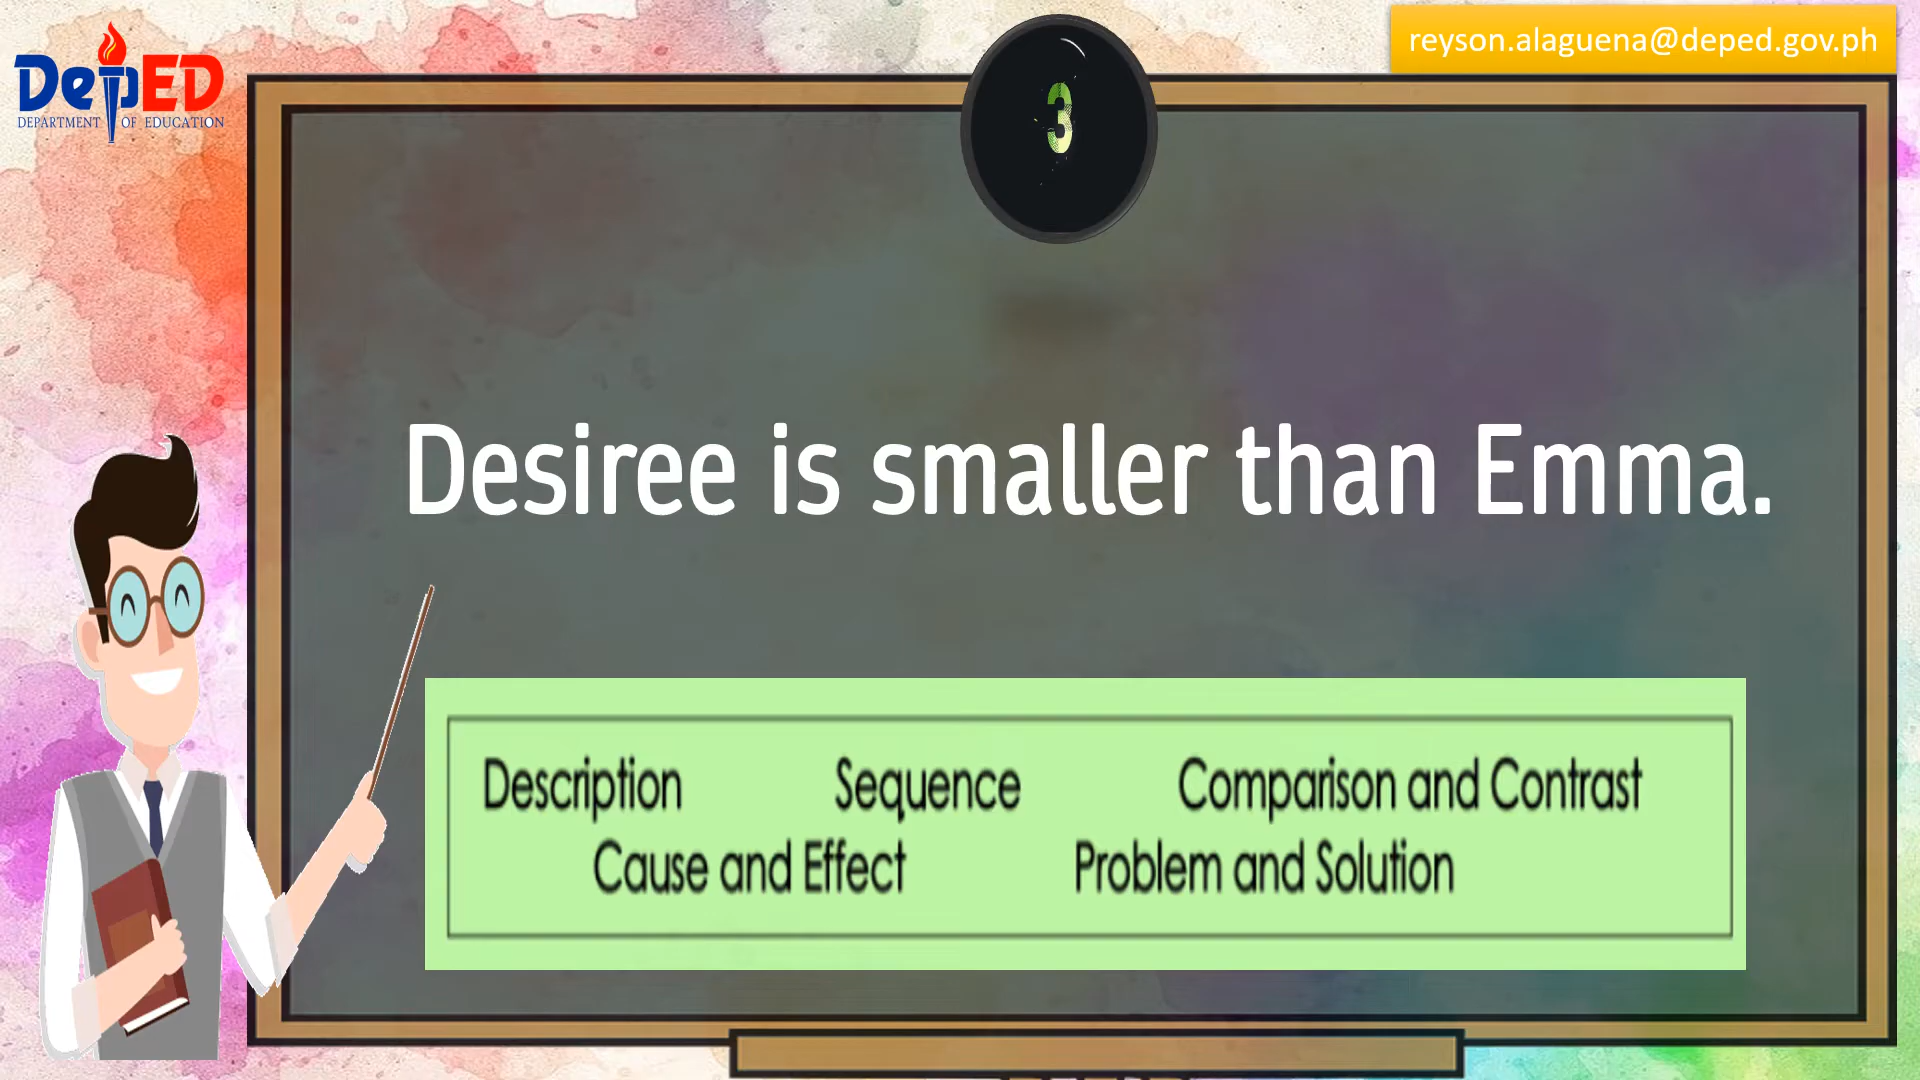 DepED
DEPARTMENT OF EDUCATION
reyson.alaguena@deped.gov.ph
3
Desiree is smaller than Emma.
Description Sequence Comparison and Contrast
Cause and Effect Problem and Solution